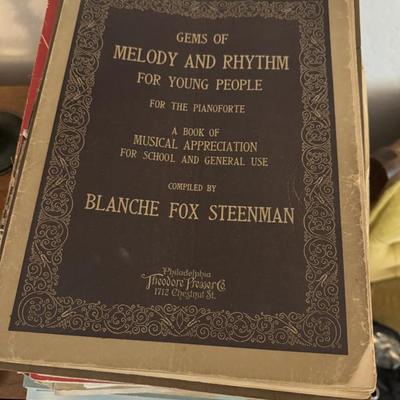 GEMS OF
MELODY AND RHYTHM
FOR YOUNG PEOPLE
FOR THE PIANOFORTE
A BOOK OF
MUSICAL APPRECIATION
FOR SCHOOL AND GENERAL USE
COMPILED BY
BLANCHE FOX STEENMAN
Philadelphia
Theodore Presser Co.
1712 Chestnut St.